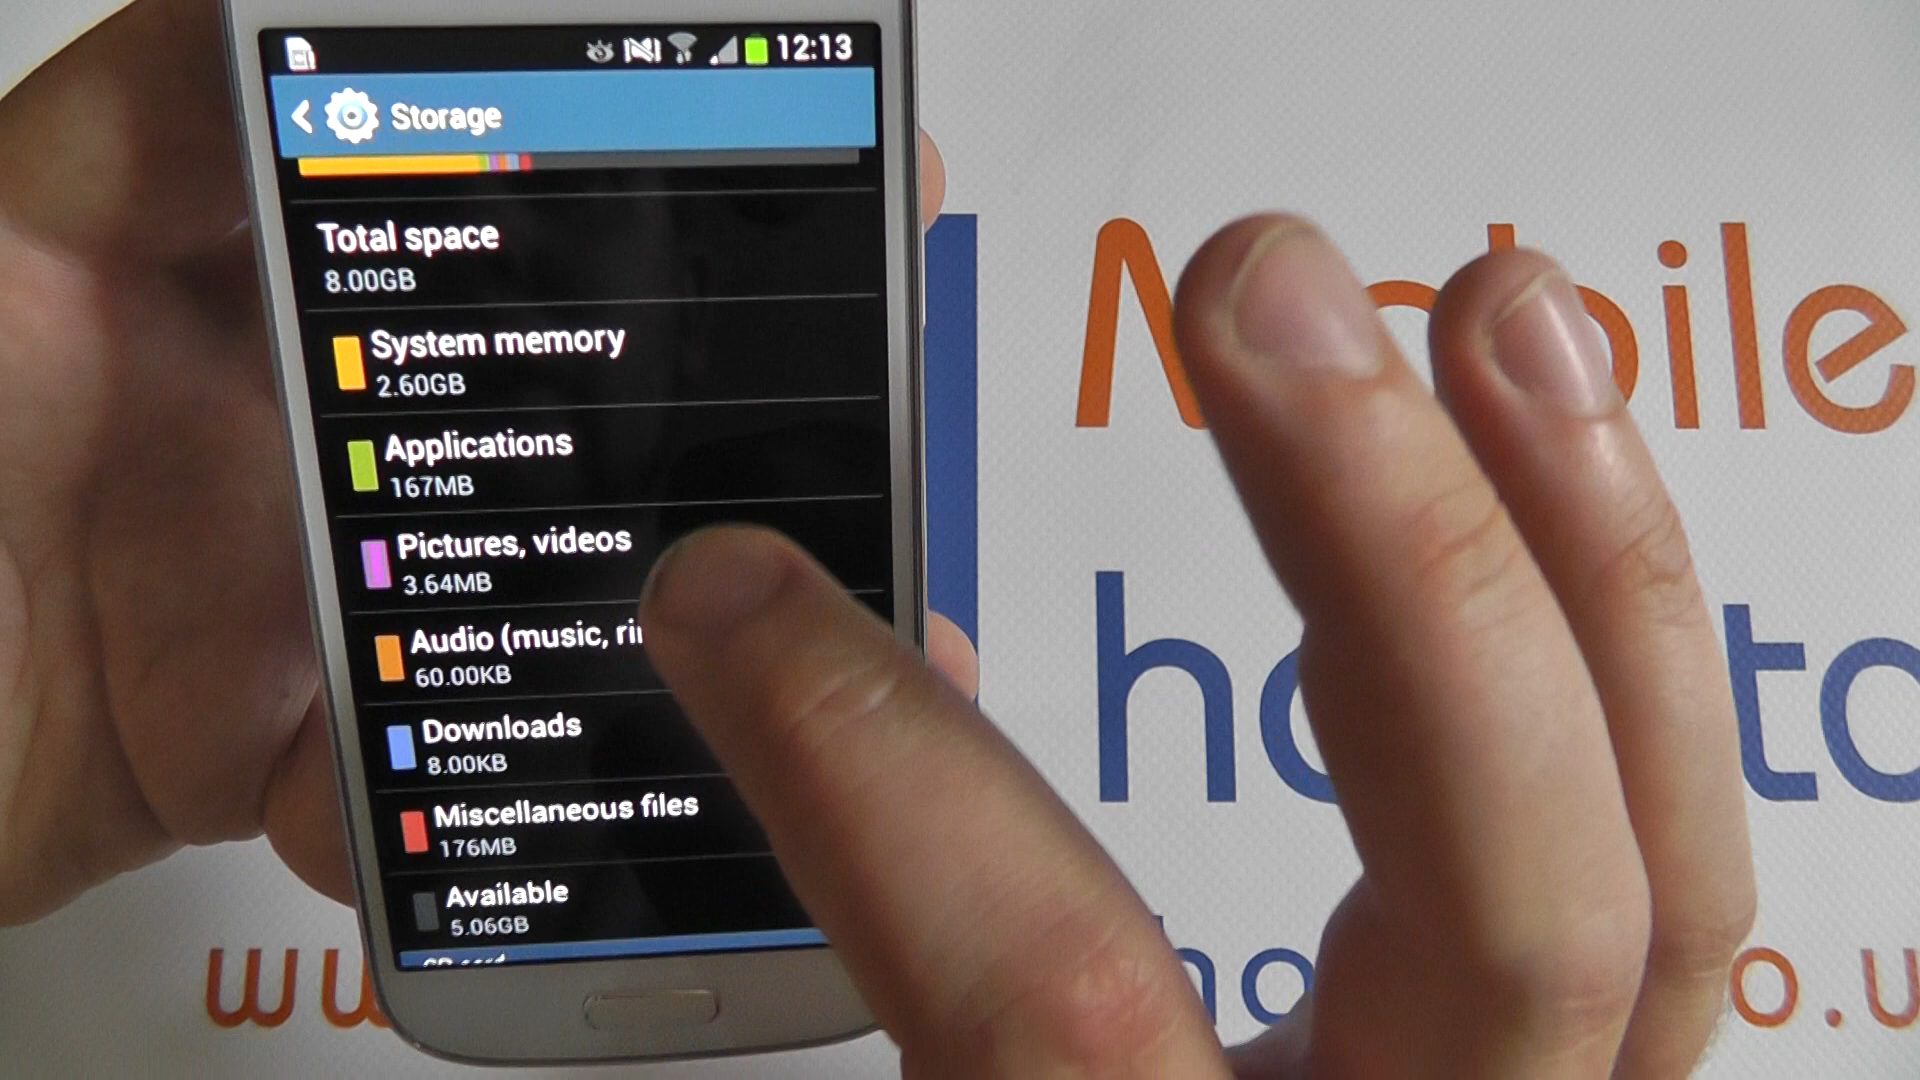 12:13
Storage
Total space
8.00GB
System memory
2.60GB
Applications
167MB
Pictures, videos
3.64MB
Audio (music, ri
60.00KB
Downloads
8.00KB
Miscellaneous files
176MB
Available
5.06GB